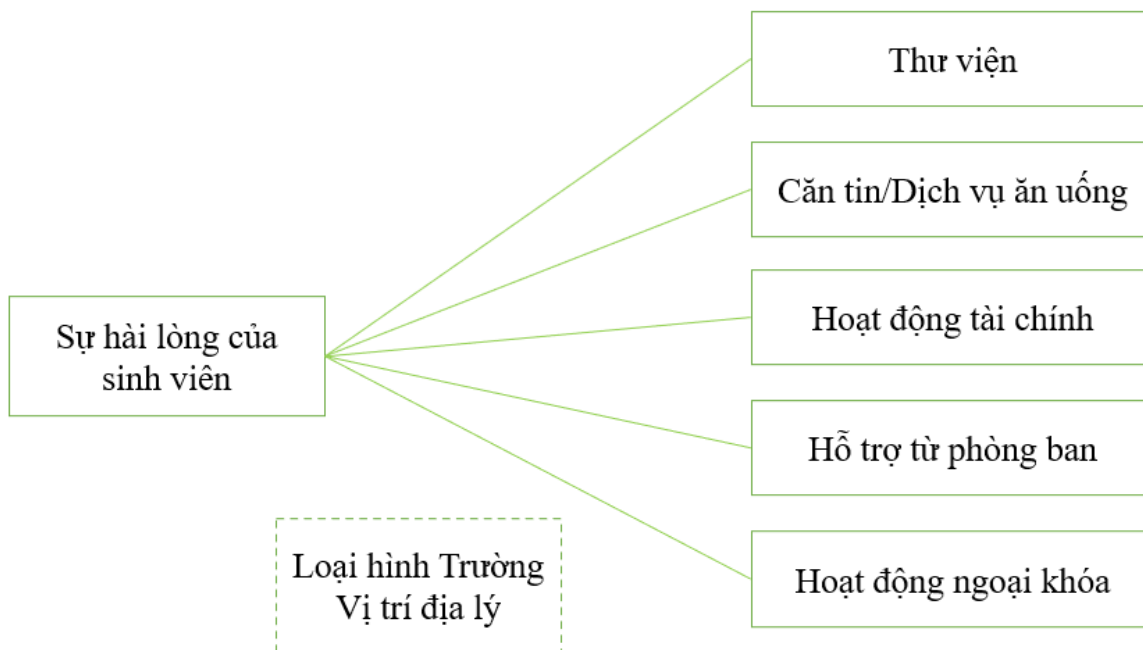 Thư viện
Căn tin/Dịch vụ ăn uống
Hoạt động tài chính
Sự hài lòng của
sinh viên
Hỗ trợ từ phòng ban
Hoạt động ngoại khóa
Loại hình Trường
Vị trí địa lý